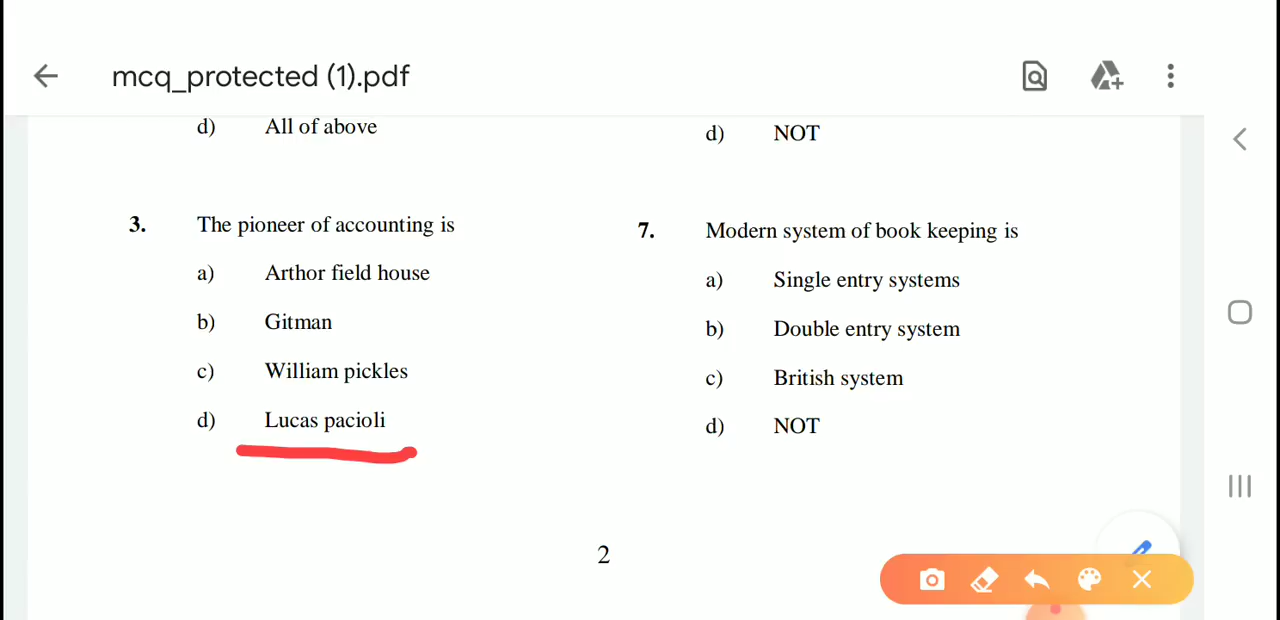 mcq_protected (1).pdf
d) All of above
3. The pioneer of accounting is
a) Arthor field house
b) Gitman
c) William pickles
d) Lucas pacioli
d) NOT
7. Modern system of book keeping is
a) Single entry systems
b) Double entry system
c) British system
d) NOT
2